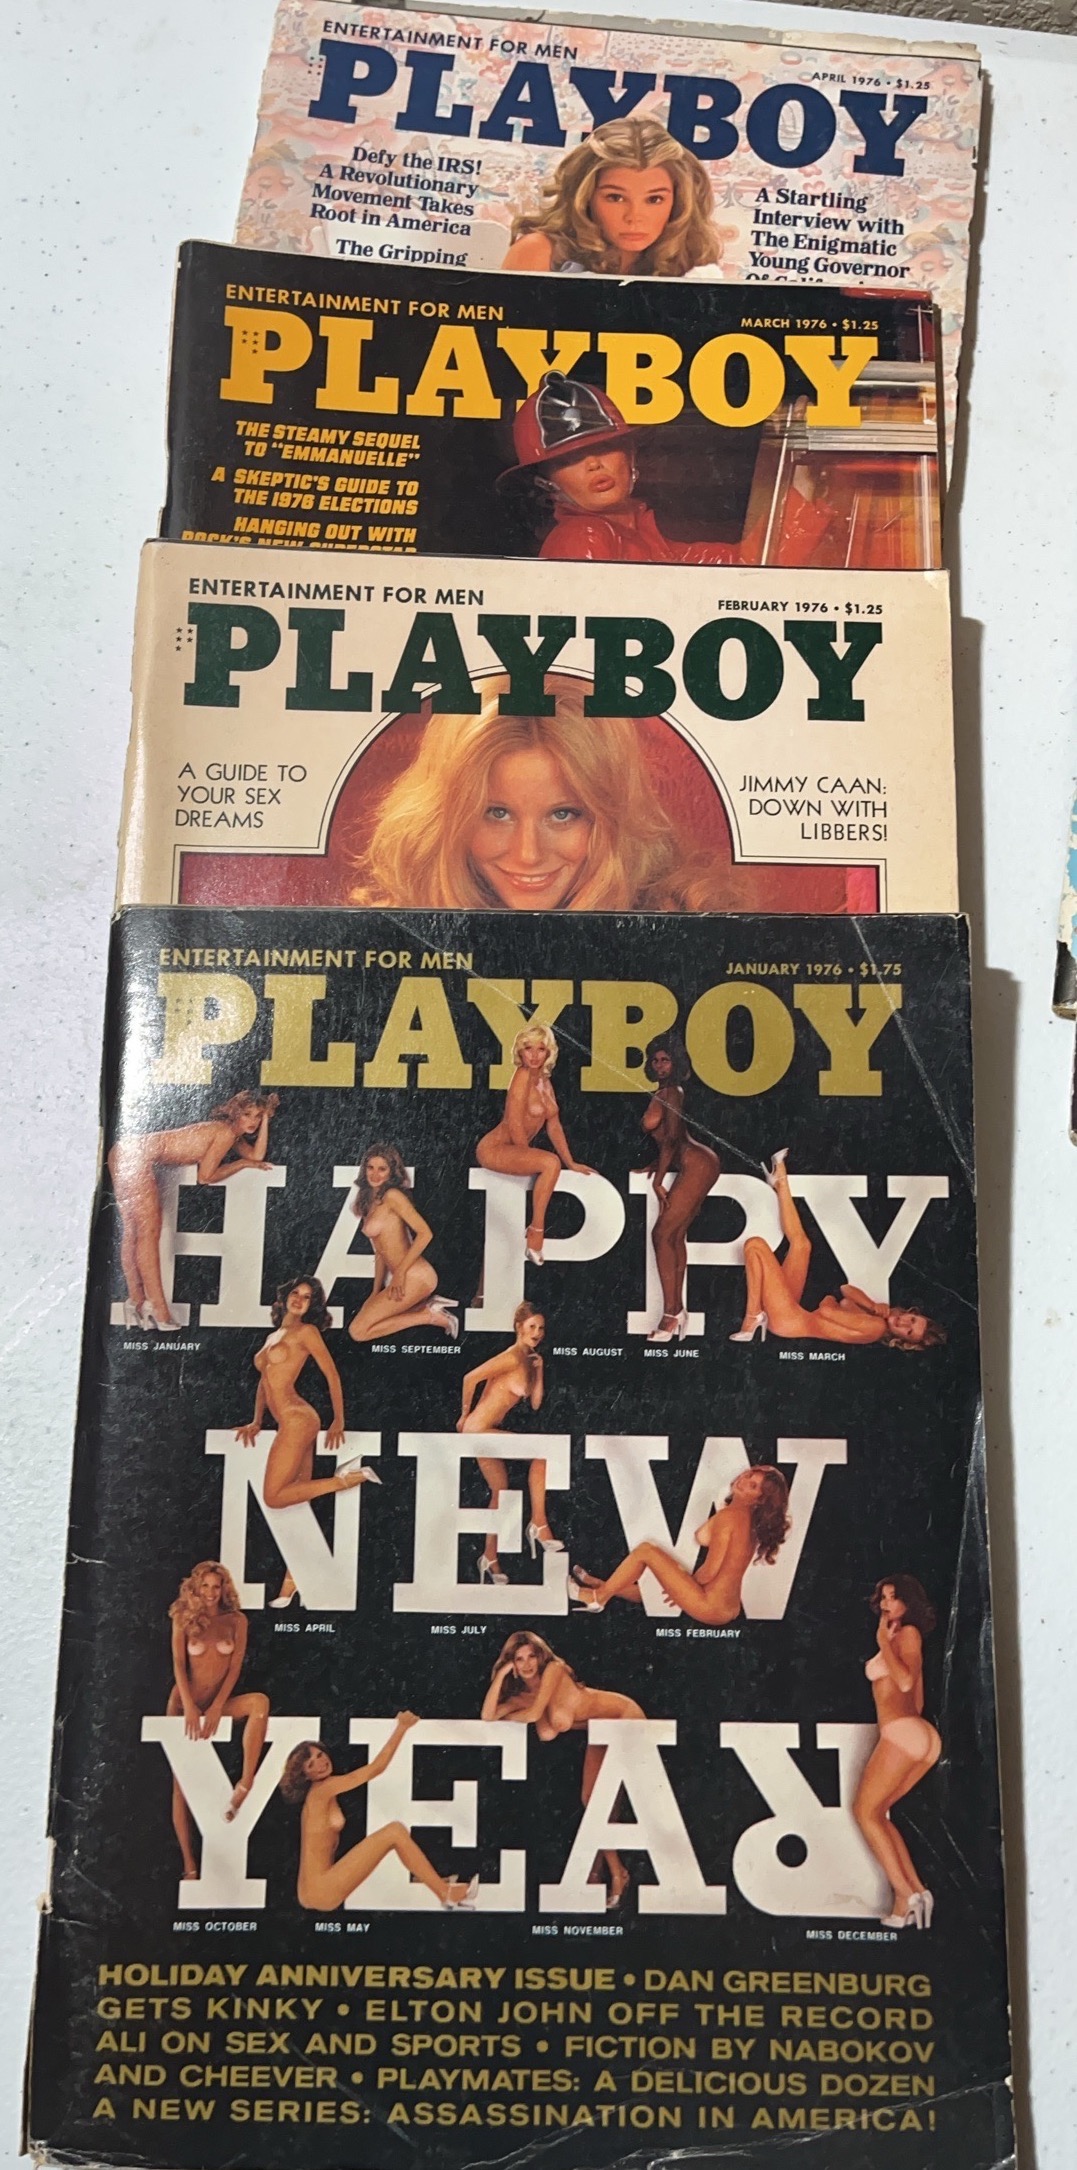 ENTERTAINMENT FOR MEN
PLAYBOY
APRIL 1976 • $1.25
Defy the IRS!
A Revolutionary
Movement Takes
Root in America
The Gripping
A Startling
Interview with
The Enigmatic
Young Governor
ENTERTAINMENT FOR MEN
PLAYBOY
MARCH 1976 • $1.25
THE STEAMY SEQUEL
TO "EMMANUELLE"
A SKEPTIC'S GUIDE TO
THE 1976 ELECTIONS
HANGING OUT WITH
ROCK'S NEW SUPERSTAR
ENTERTAINMENT FOR MEN
PLAYBOY
FEBRUARY 1976 • $1.25
A GUIDE TO
YOUR SEX
DREAMS
JIMMY CAAN:
DOWN WITH
LIBBERS!
ENTERTAINMENT FOR MEN
PLAYBOY
JANUARY 1976 • $1.75
HAPPY
MISS JANUARY
MISS SEPTEMBER
MISS AUGUST
MISS JUNE
MISS MARCH
NEW
MISS APRIL
MISS JULY
MISS FEBRUARY
YEAR
MISS OCTOBER
MISS MAY
MISS NOVEMBER
MISS DECEMBER
HOLIDAY ANNIVERSARY ISSUE • DAN GREENBURG
GETS KINKY • ELTON JOHN OFF THE RECORD
ALI ON SEX AND SPORTS • FICTION BY NABOKOV
AND CHEEVER • PLAYMATES: A DELICIOUS DOZEN
A NEW SERIES: ASSASSINATION IN AMERICA!